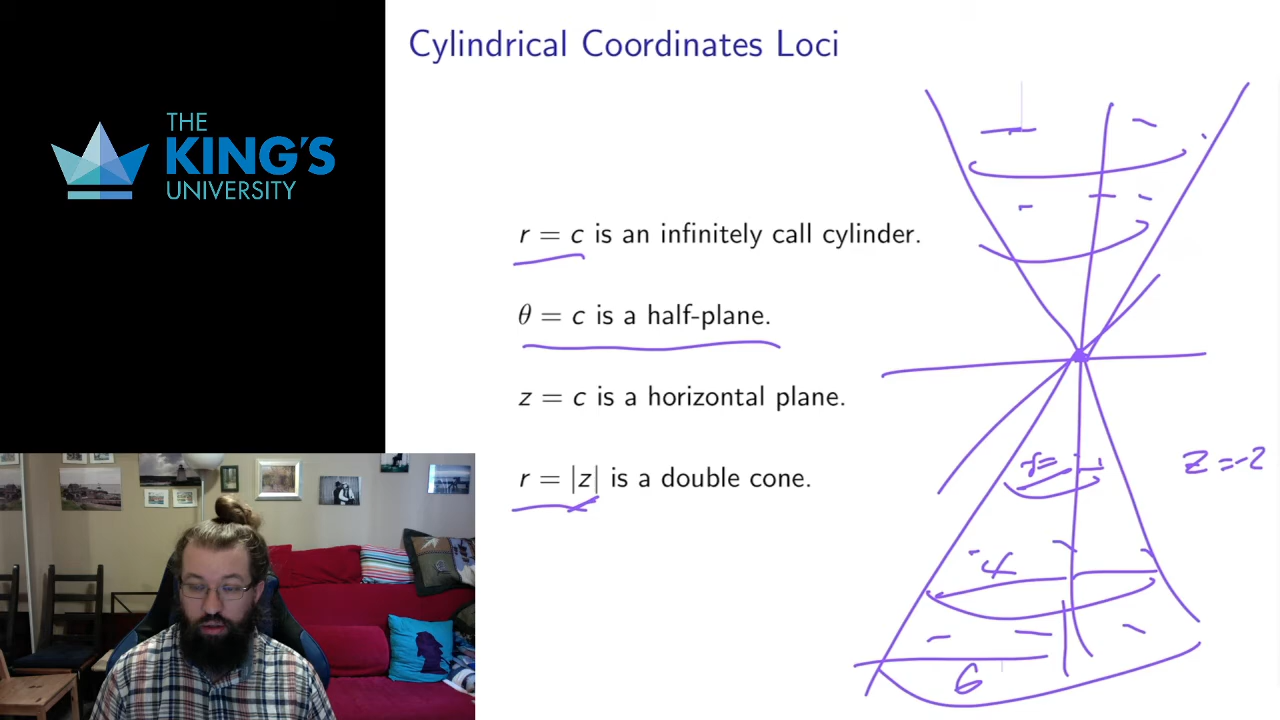 THE
KING'S
UNIVERSITY
Cylindrical Coordinates Loci
r = c is an infinitely call cylinder.
θ = c is a half-plane.
z = c is a horizontal plane.
r = |z| is a double cone.
z = -2
4
6